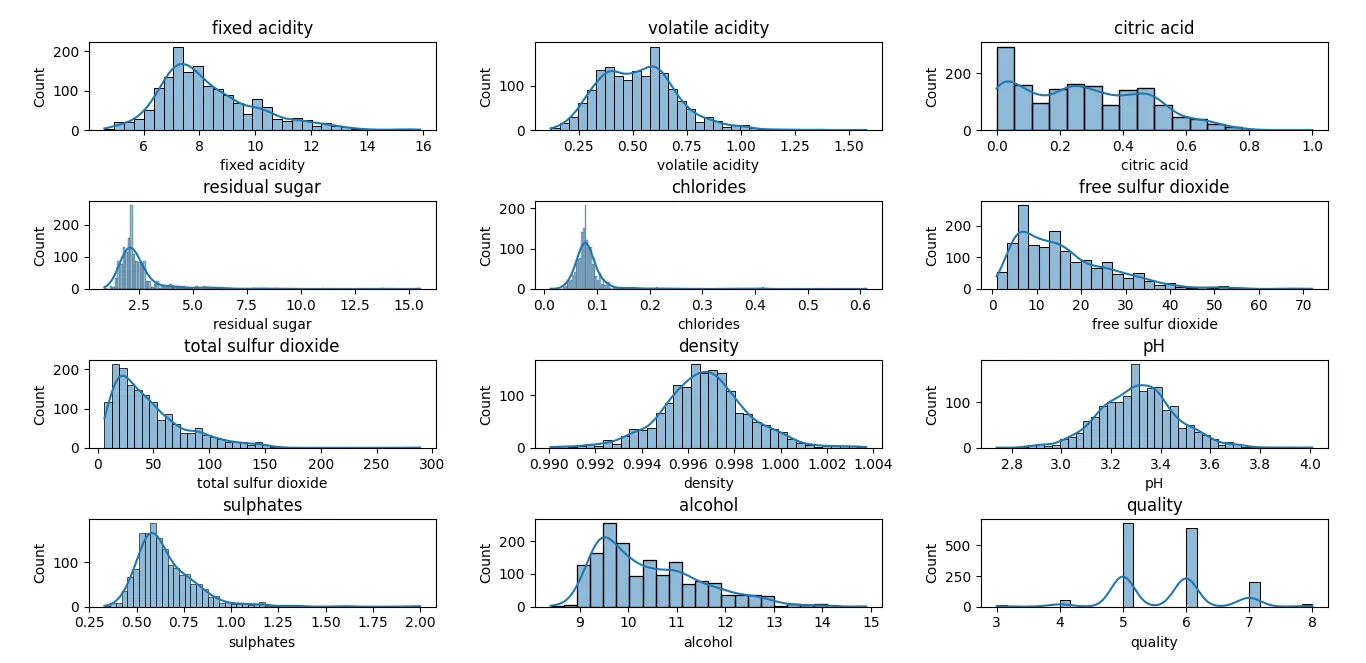 fixed acidity
volatile acidity
citric acid
200
100
0
Count
6 8 10 12 14 16
fixed acidity
100
0
Count
0.25 0.50 0.75 1.00 1.25 1.50
volatile acidity
200
0
Count
0.0 0.2 0.4 0.6 0.8 1.0
citric acid
residual sugar
chlorides
free sulfur dioxide
200
100
0
Count
2.5 5.0 7.5 10.0 12.5 15.0
residual sugar
200
100
0
Count
0.0 0.1 0.2 0.3 0.4 0.5 0.6
chlorides
200
100
0
Count
0 10 20 30 40 50 60 70
free sulfur dioxide
total sulfur dioxide
density
pH
200
100
0
Count
0 50 100 150 200 250 300
total sulfur dioxide
100
0
Count
0.990 0.992 0.994 0.996 0.998 1.000 1.002 1.004
density
100
0
Count
2.8 3.0 3.2 3.4 3.6 3.8 4.0
pH
sulphates
alcohol
quality
100
0
Count
0.25 0.50 0.75 1.00 1.25 1.50 1.75 2.00
sulphates
200
100
0
Count
9 10 11 12 13 14 15
alcohol
500
250
0
Count
3 4 5 6 7 8
quality